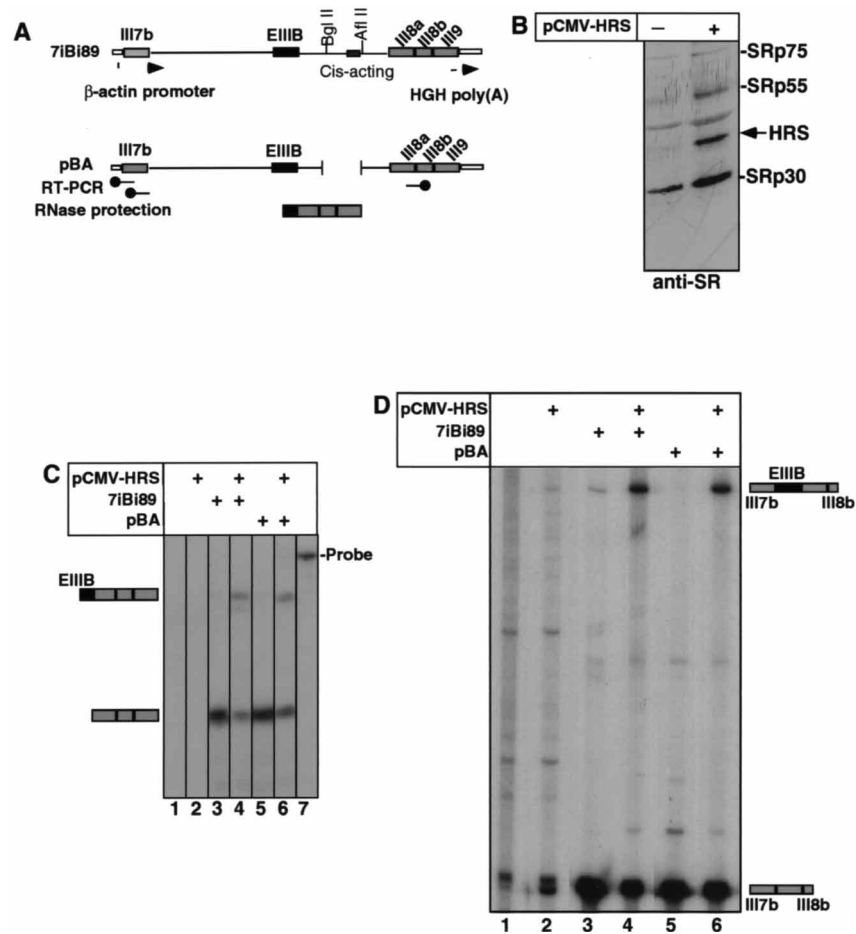 A
III7b
EIIIB
Bgl II
Afl II
III8a
III8b
III9
7iBi89
Cis-acting
β-actin promoter
HGH poly(A)
EIIIB
III8a
III8b
III9
III7b
pBA
RT-PCR
RNase protection
B
pCMV-HRS
– +
-SRp75
-SRp55
HRS
-SRp30
anti-SR
C
pCMV-HRS + + +
7iBi89 + +
pBA + +
-Probe
EIIIB
1 2 3 4 5 6 7
D
pCMV-HRS + + +
7iBi89 + +
pBA + +
EIIIB
III7b III8b
III7b III8b
1 2 3 4 5 6